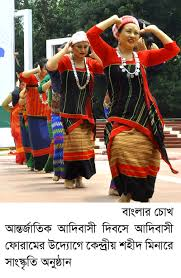 বাংলার চোখ
আন্তর্জাতিক আদিবাসী দিবসে আদিবাসী
ফোরামের উদ্যোগে কেন্দ্রীয় শহীদ মিনারে
সাংস্কৃতি অনুষ্ঠান